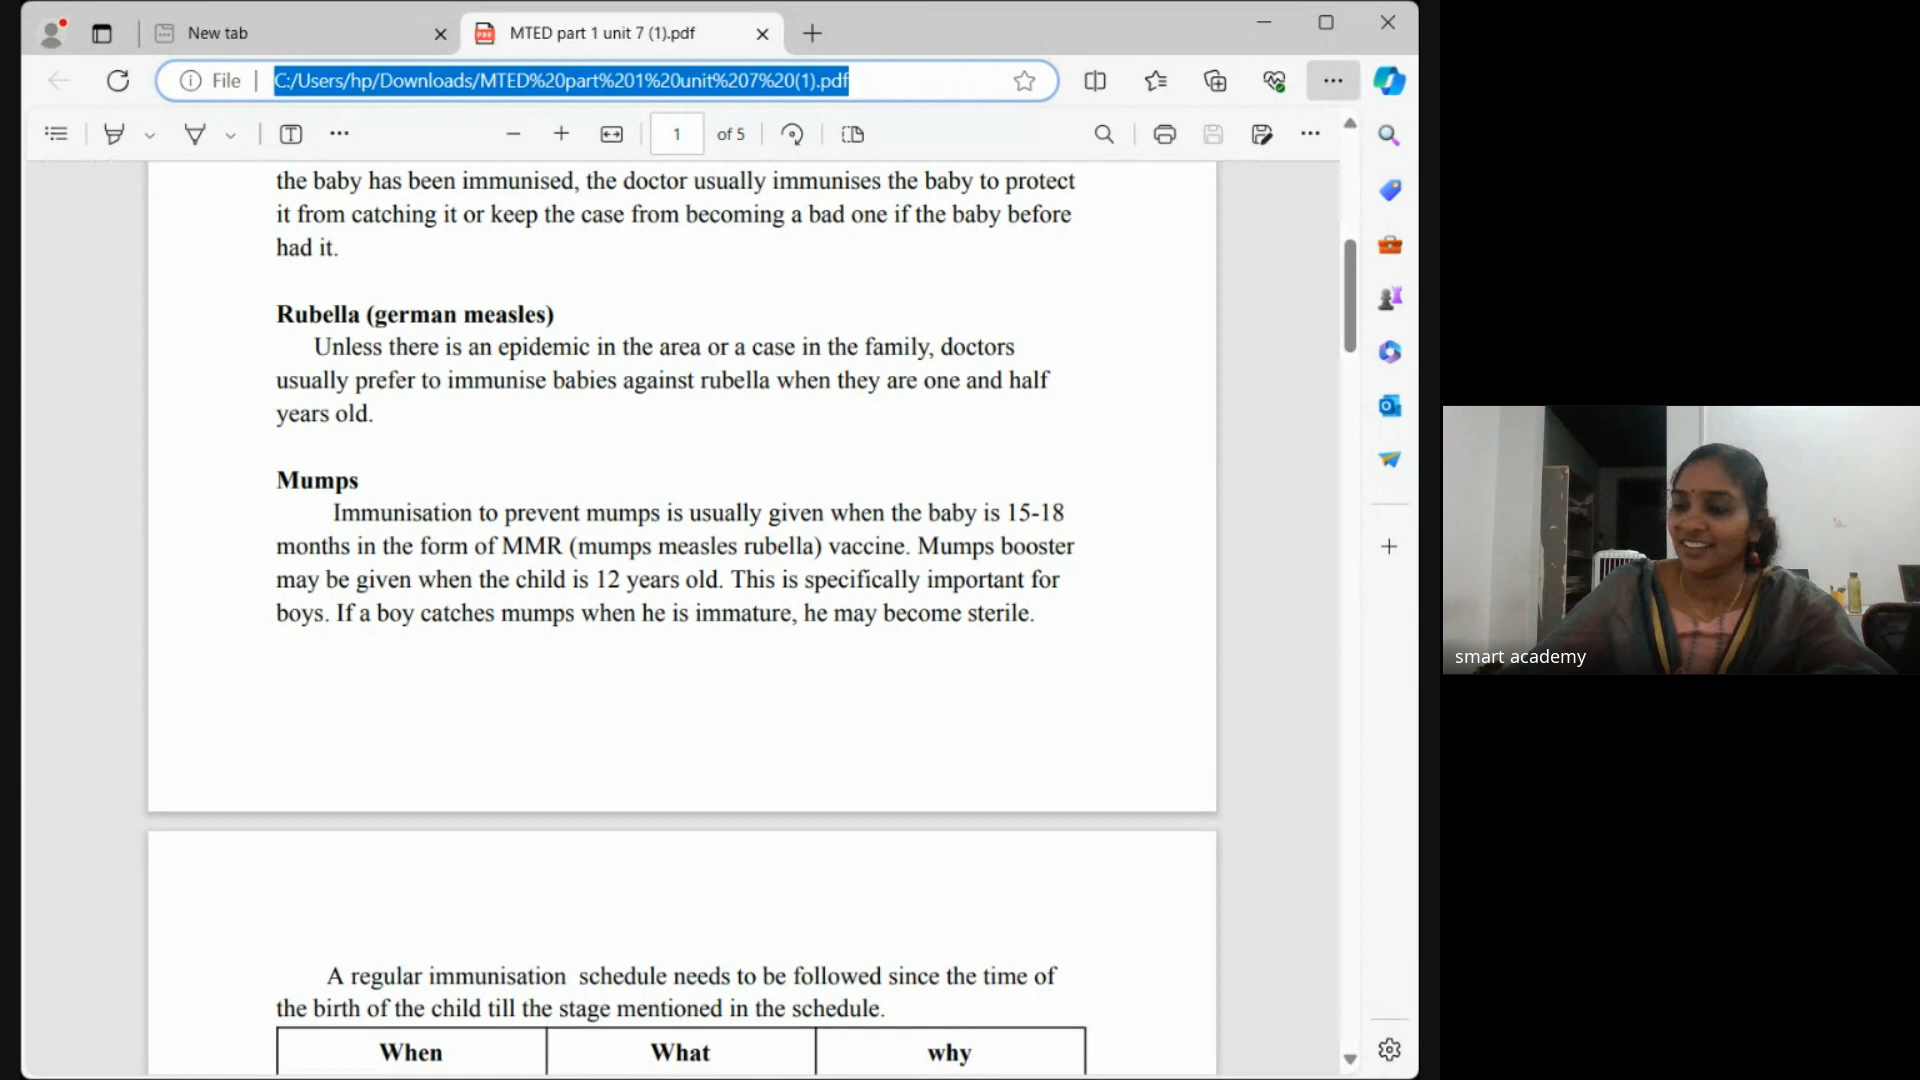 New tab
MTED part 1 unit 7 (1).pdf
File
C:/Users/hp/Downloads/MTED%20part%201%20unit%207%20(1).pdf
1 of 5
the baby has been immunised, the doctor usually immunises the baby to protect
it from catching it or keep the case from becoming a bad one if the baby before
had it.
Rubella (german measles)
Unless there is an epidemic in the area or a case in the family, doctors
usually prefer to immunise babies against rubella when they are one and half
years old.
Mumps
Immunisation to prevent mumps is usually given when the baby is 15-18
months in the form of MMR (mumps measles rubella) vaccine. Mumps booster
may be given when the child is 12 years old. This is specifically important for
boys. If a boy catches mumps when he is immature, he may become sterile.
A regular immunisation schedule needs to be followed since the time of
the birth of the child till the stage mentioned in the schedule.
When What why
smart academy